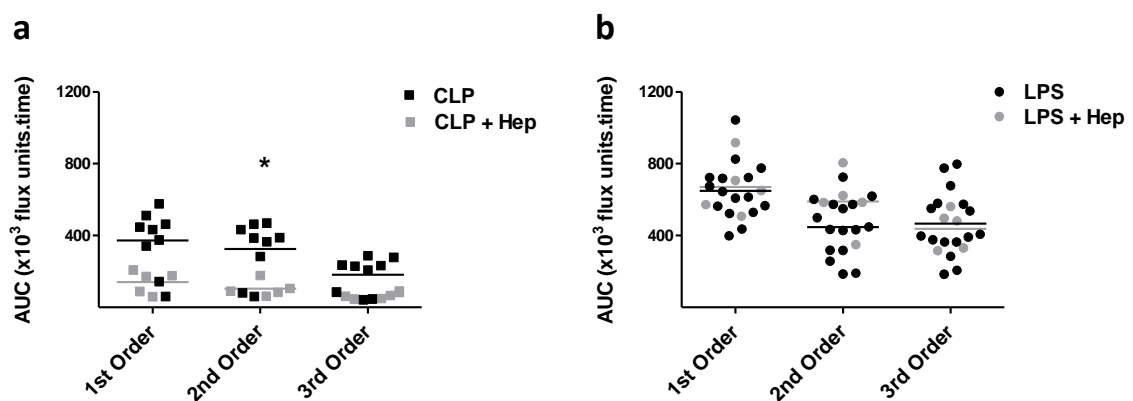 a
AUC (x10³ flux units.time)
1200
800
400
*
CLP
CLP + Hep
1st Order
2nd Order
3rd Order
b
AUC (x10³ flux units.time)
1200
800
400
LPS
LPS + Hep
1st Order
2nd Order
3rd Order